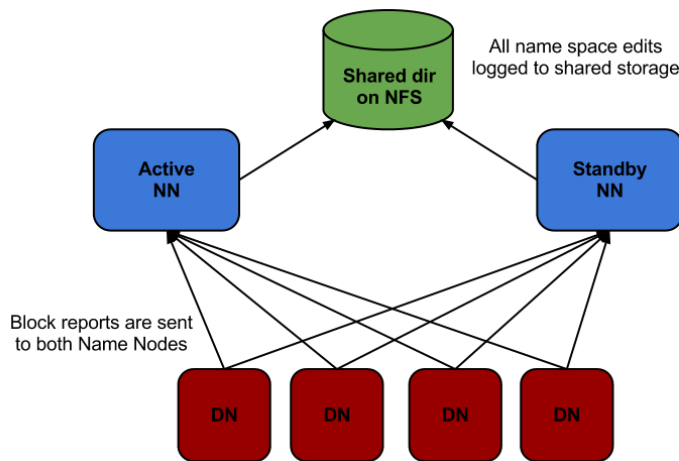 Shared dir
on NFS
All name space edits
logged to shared storage
Active
NN
Standby
NN
Block reports are sent
to both Name Nodes
DN
DN
DN
DN